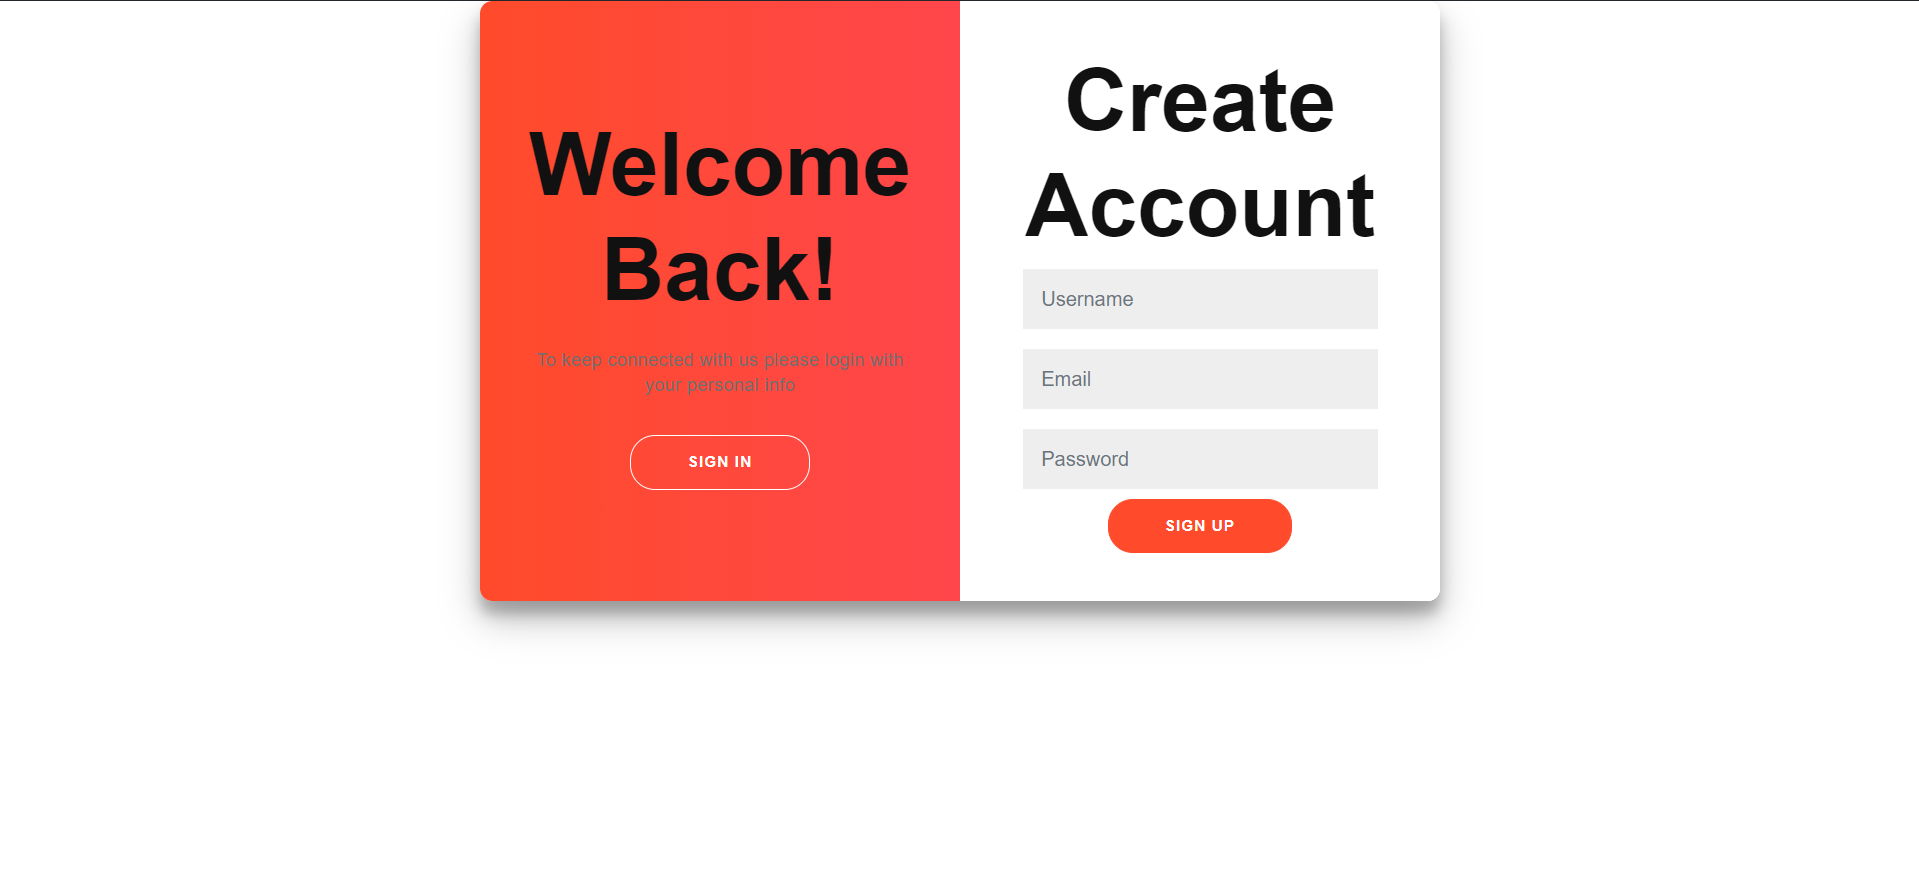 Welcome
Back!
To keep connected with us please login with
your personal info
SIGN IN
Create
Account
Username
Email
Password
SIGN UP